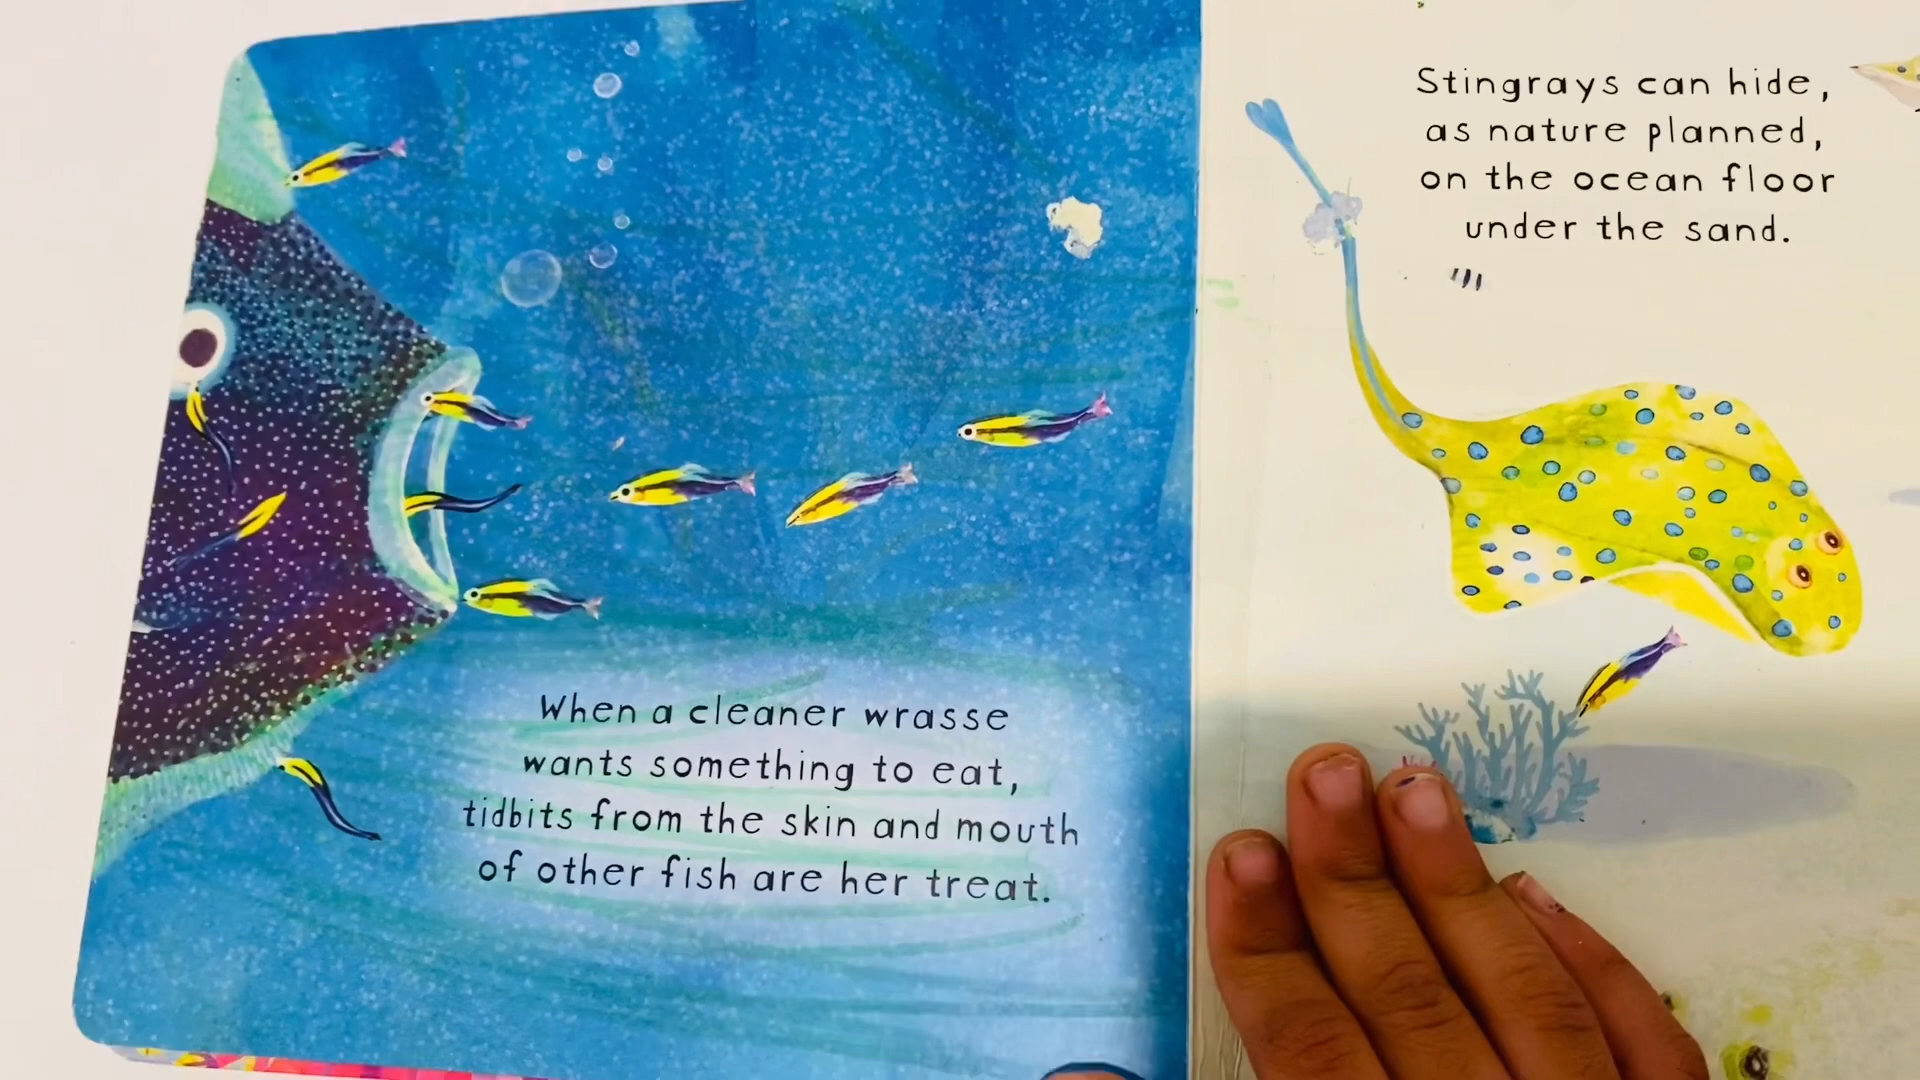 When a cleaner wrasse
wants something to eat,
tidbits from the skin and mouth
of other fish are her treat.
Stingrays can hide,
as nature planned,
on the ocean floor
under the sand.